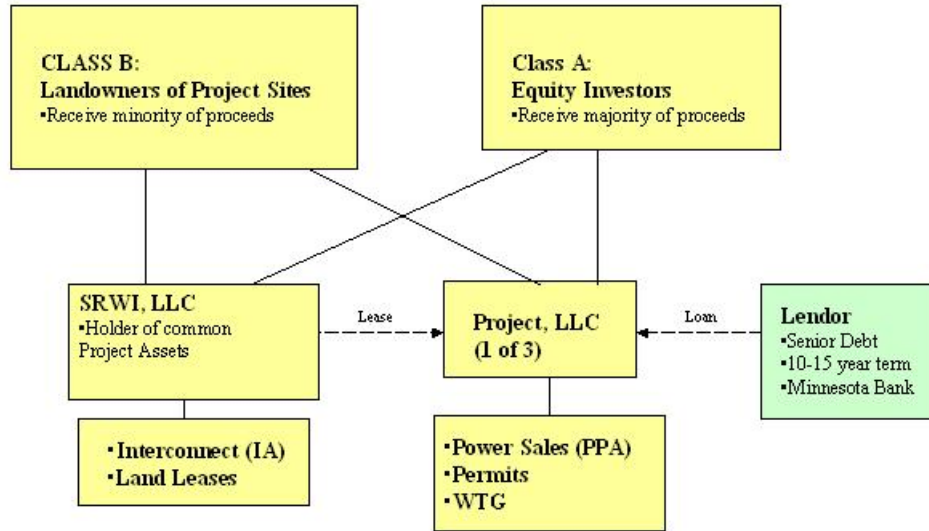 CLASS B:
Landowners of Project Sites
▪Receive minority of proceeds
Class A:
Equity Investors
▪Receive majority of proceeds
SRWI, LLC
▪Holder of common
Project Assets
Lease
Project, LLC
(1 of 3)
Loan
Lendor
▪Senior Debt
▪10-15 year term
▪Minnesota Bank
▪Interconnect (IA)
▪Land Leases
▪Power Sales (PPA)
▪Permits
▪WTG